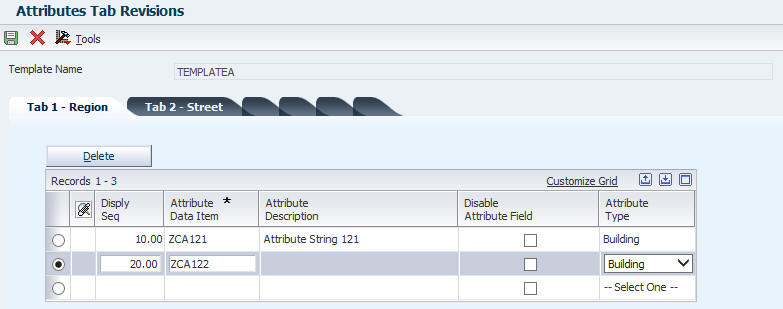 Attributes Tab Revisions
Tools
Template Name TEMPLATEA
Tab 1 - Region Tab 2 - Street
Delete
Records 1 - 3 Customize Grid
Disply Seq Attribute Data Item * Attribute Description Disable Attribute Field Attribute Type
10.00 ZCA121 Attribute String 121 Building
20.00 ZCA122 Building
-- Select One --